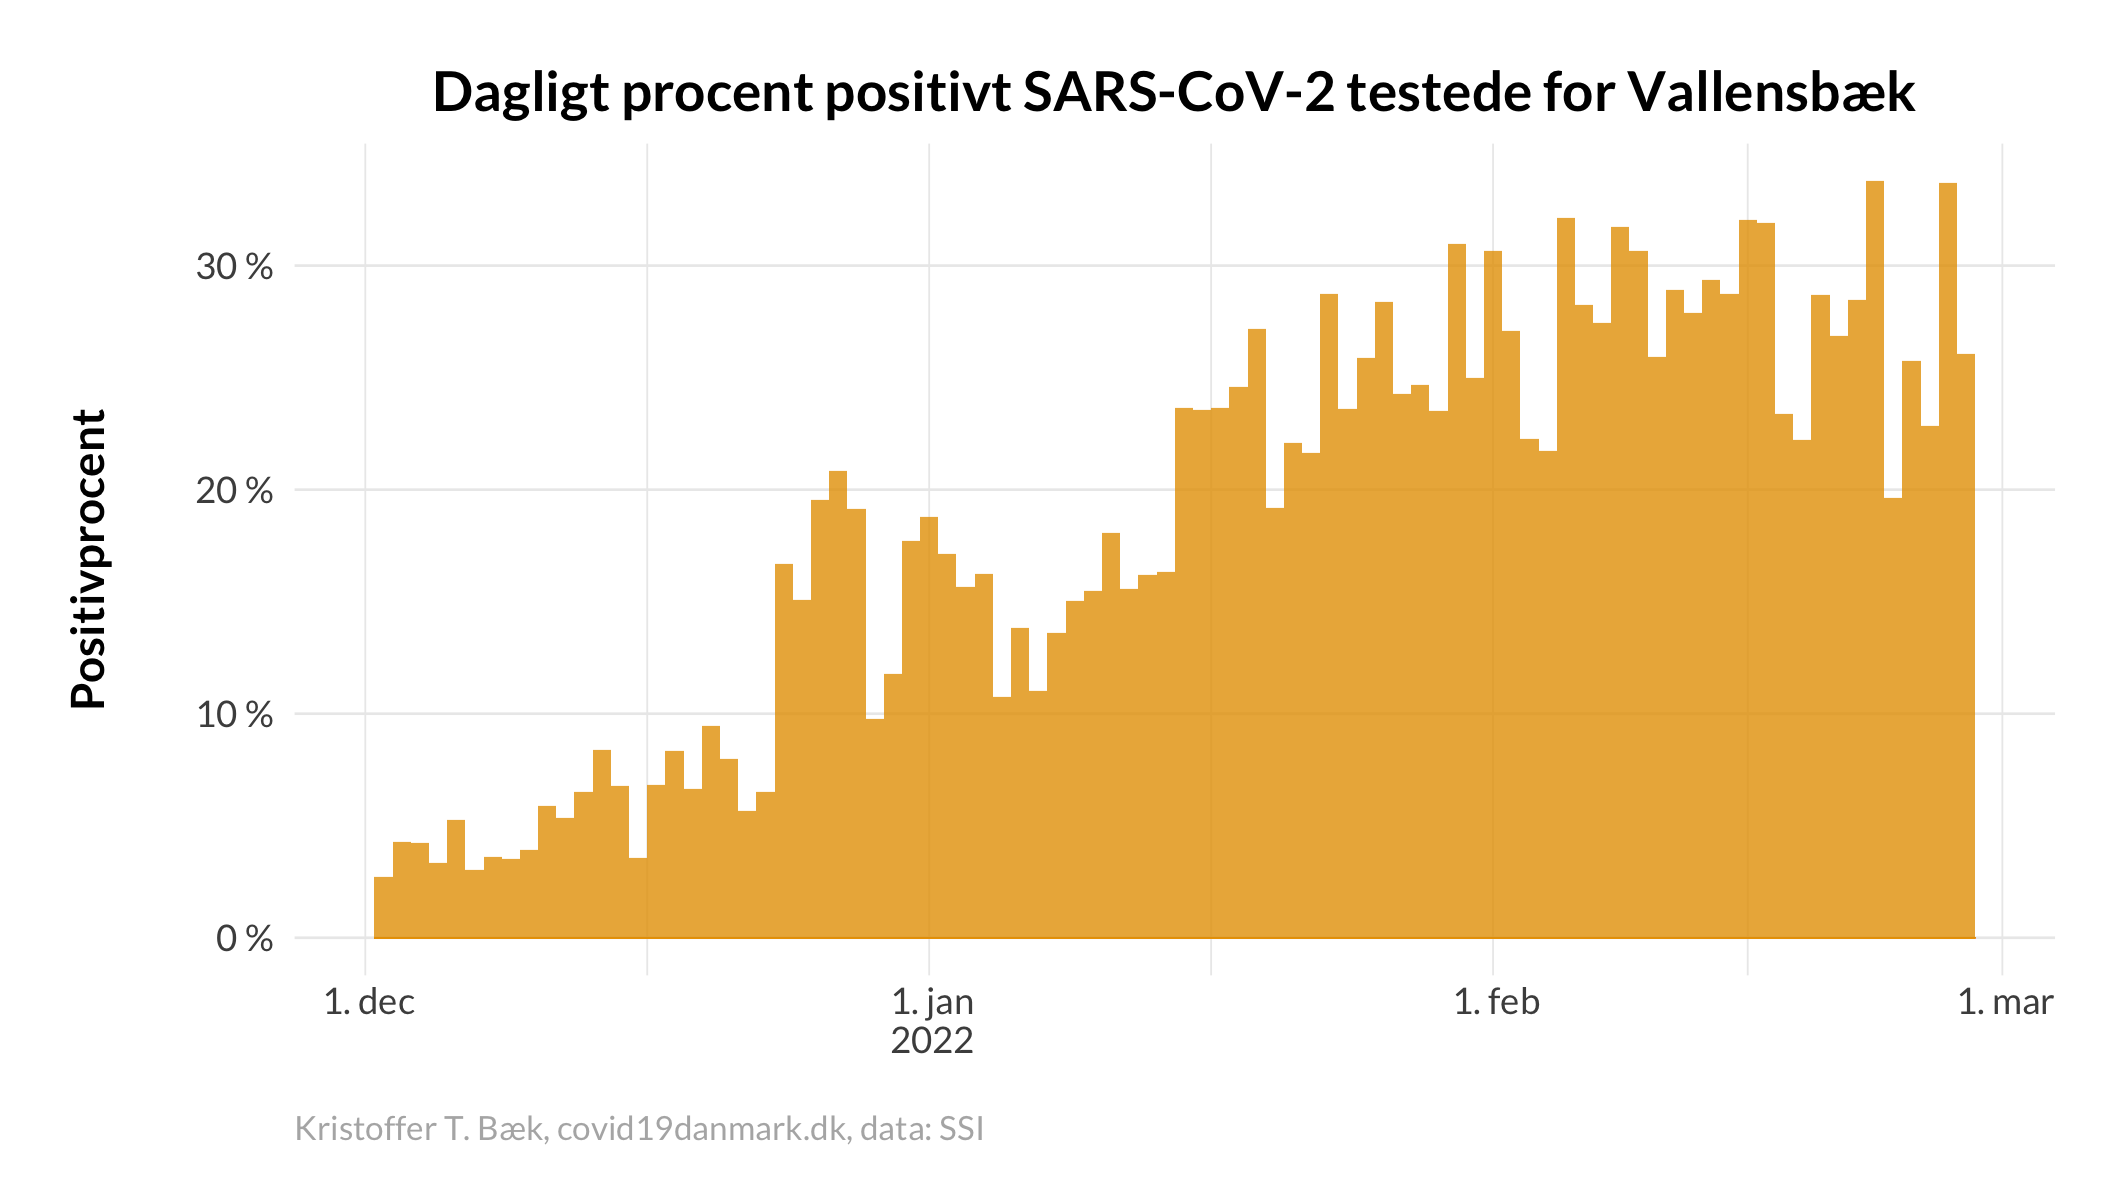 Dagligt procent positivt SARS-CoV-2 testede for Vallensbæk
Positivprocent
30 %
20 %
10 %
0 %
1. dec
1. jan
2022
1. feb
1. mar
Kristoffer T. Bæk, covid19danmark.dk, data: SSI